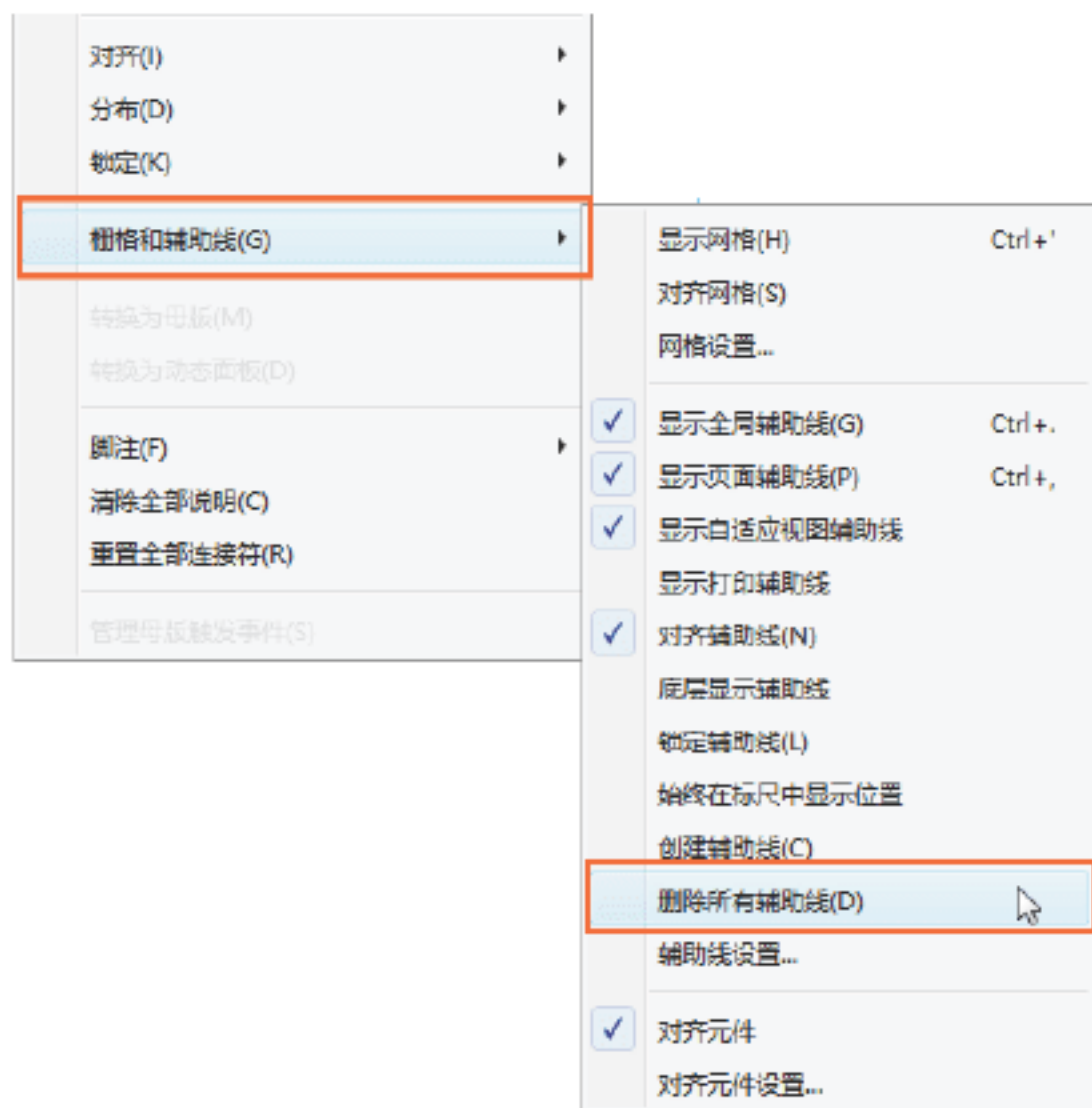 对齐(I)
分布(D)
锁定(K)
栅格和辅助线(G)
转换为母版(M)
转换为动态面板(D)
脚注(F)
清除全部说明(C)
重置全部连接符(R)
管理母版触发事件(S)
显示网格(H) Ctrl+'
对齐网格(S)
网格设置...
显示全局辅助线(G) Ctrl+.
显示页面辅助线(P) Ctrl+,
显示自适应视图辅助线
显示打印辅助线
对齐辅助线(N)
底层显示辅助线
锁定辅助线(L)
始终在标尺中显示位置
创建辅助线(C)
删除所有辅助线(D)
辅助线设置...
对齐元件
对齐元件设置...